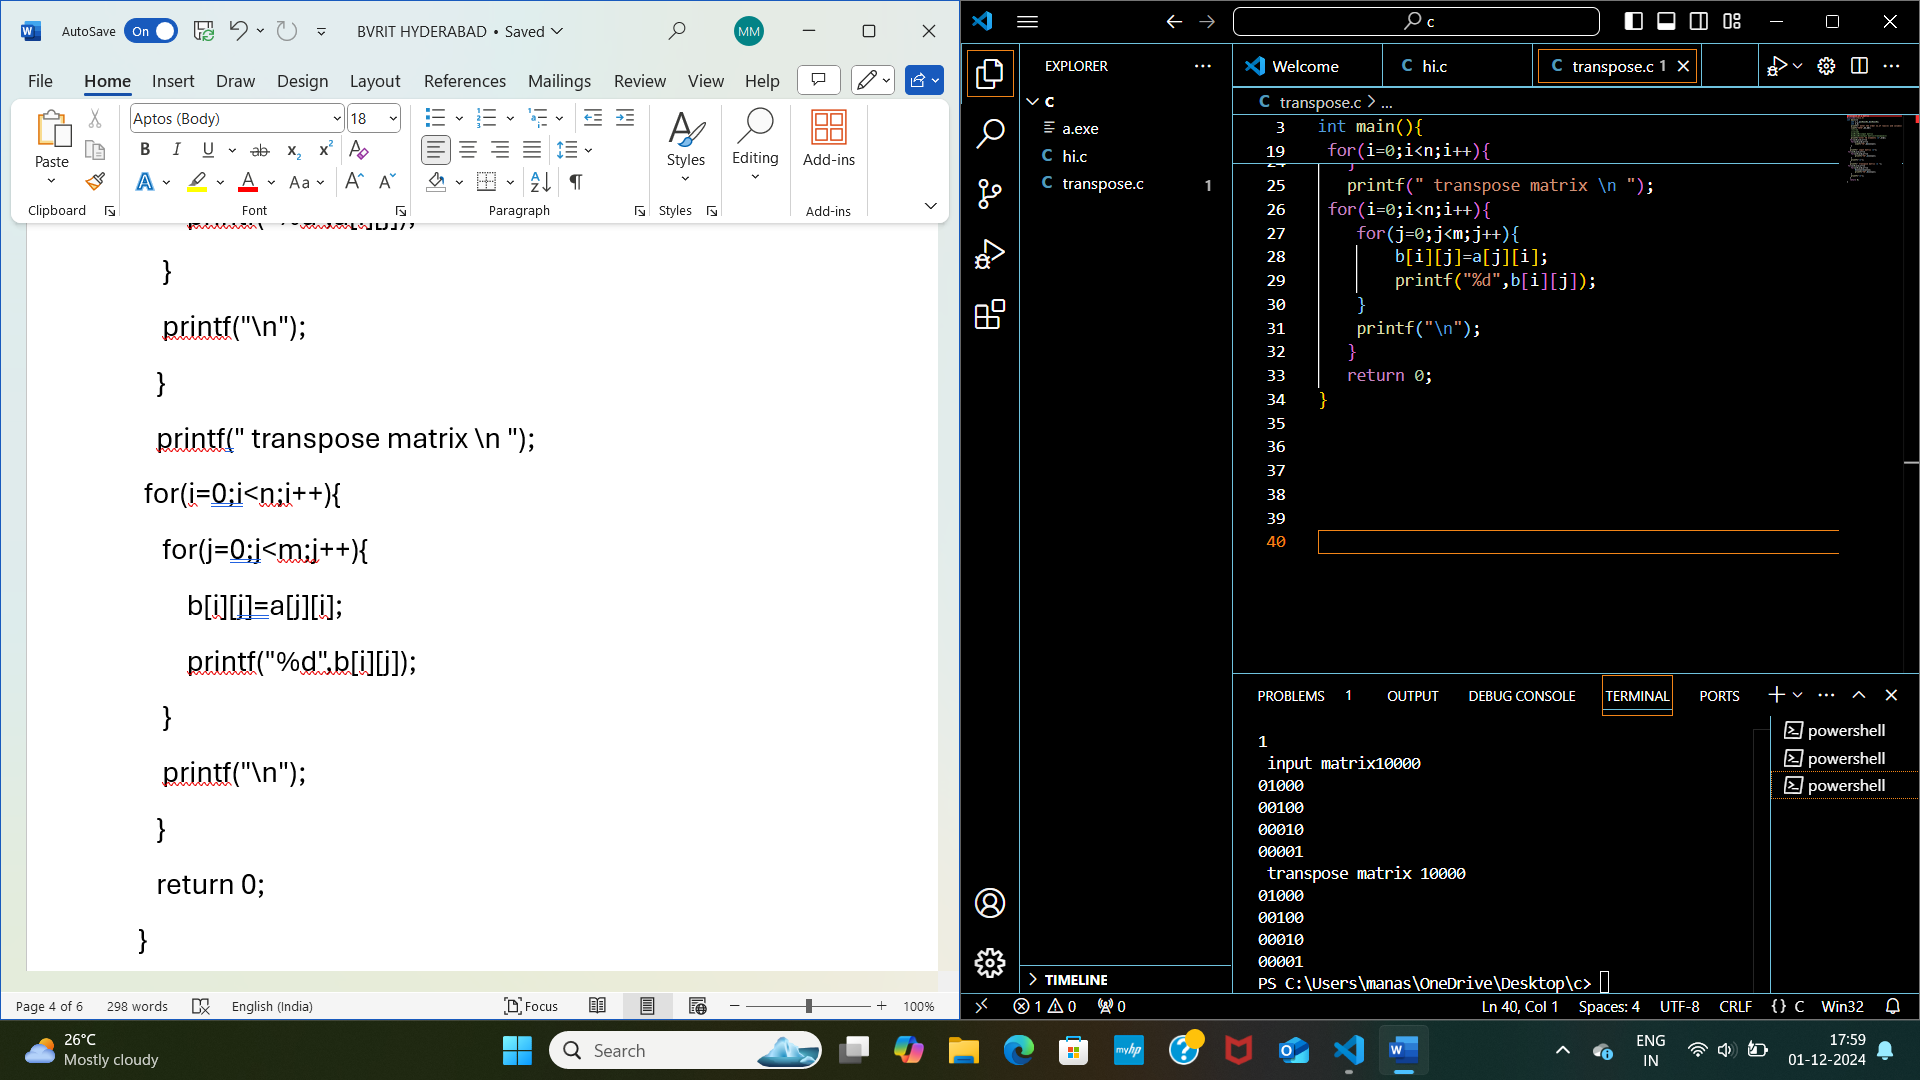 AutoSave On BVRIT HYDERABAD • Saved MM
File Home Insert Draw Design Layout References Mailings Review View Help
Paste Aptos (Body) 18 Styles Editing Add-ins
B I U ab x₂ x² A
A A Aa A A
Clipboard Font Paragraph Styles Add-ins
}
printf("\n");
}
printf(" transpose matrix \n ");
for(i=0;i<n;i++){
for(j=0;j<m;j++){
b[i][j]=a[j][i];
printf("%d",b[i][j]);
}
printf("\n");
}
return 0;
}
Page 4 of 6 298 words English (India) Focus 100%
c
EXPLORER
C
a.exe
hi.c
transpose.c 1
TIMELINE
Welcome C hi.c C transpose.c 1
C transpose.c > ...
3 int main(){
19 for(i=0;i<n;i++){
25 printf(" transpose matrix \n ");
26 for(i=0;i<n;i++){
27 for(j=0;j<m;j++){
28 b[i][j]=a[j][i];
29 printf("%d",b[i][j]);
30 }
31 printf("\n");
32 }
33 return 0;
34 }
35
36
37
38
39
40
PROBLEMS 1 OUTPUT DEBUG CONSOLE TERMINAL PORTS
1
input matrix10000
01000
00100
00010
00001
transpose matrix 10000
01000
00100
00010
00001
PS C:\Users\manas\OneDrive\Desktop\c>
powershell
powershell
powershell
1 0 0 Ln 40, Col 1 Spaces: 4 UTF-8 CRLF {} C Win32
26°C
Mostly cloudy
Search
myhp
ENG
IN
17:59
01-12-2024